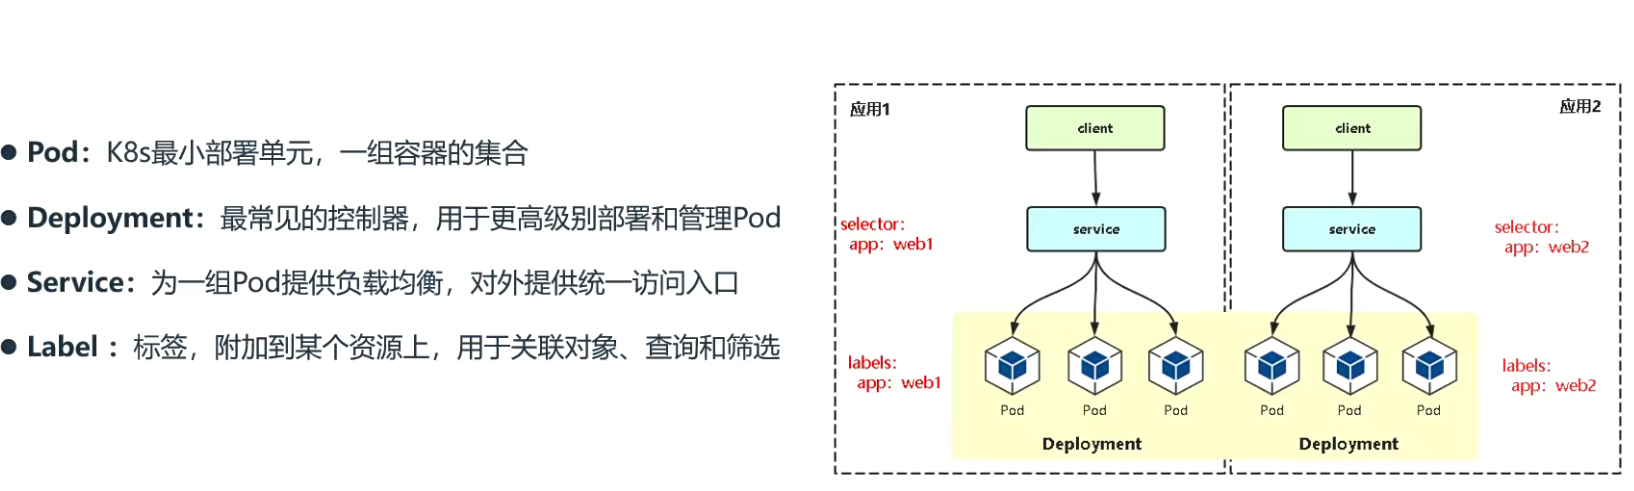 ● Pod：K8s最小部署单元，一组容器的集合
● Deployment：最常见的控制器，用于更高级别部署和管理Pod
● Service：为一组Pod提供负载均衡，对外提供统一访问入口
● Label ：标签，附加到某个资源上，用于关联对象、查询和筛选
应用1
client
selector:
app: web1
service
labels:
app: web1
Pod Pod Pod
Deployment
应用2
client
service
selector:
app: web2
labels:
app: web2
Pod Pod Pod
Deployment